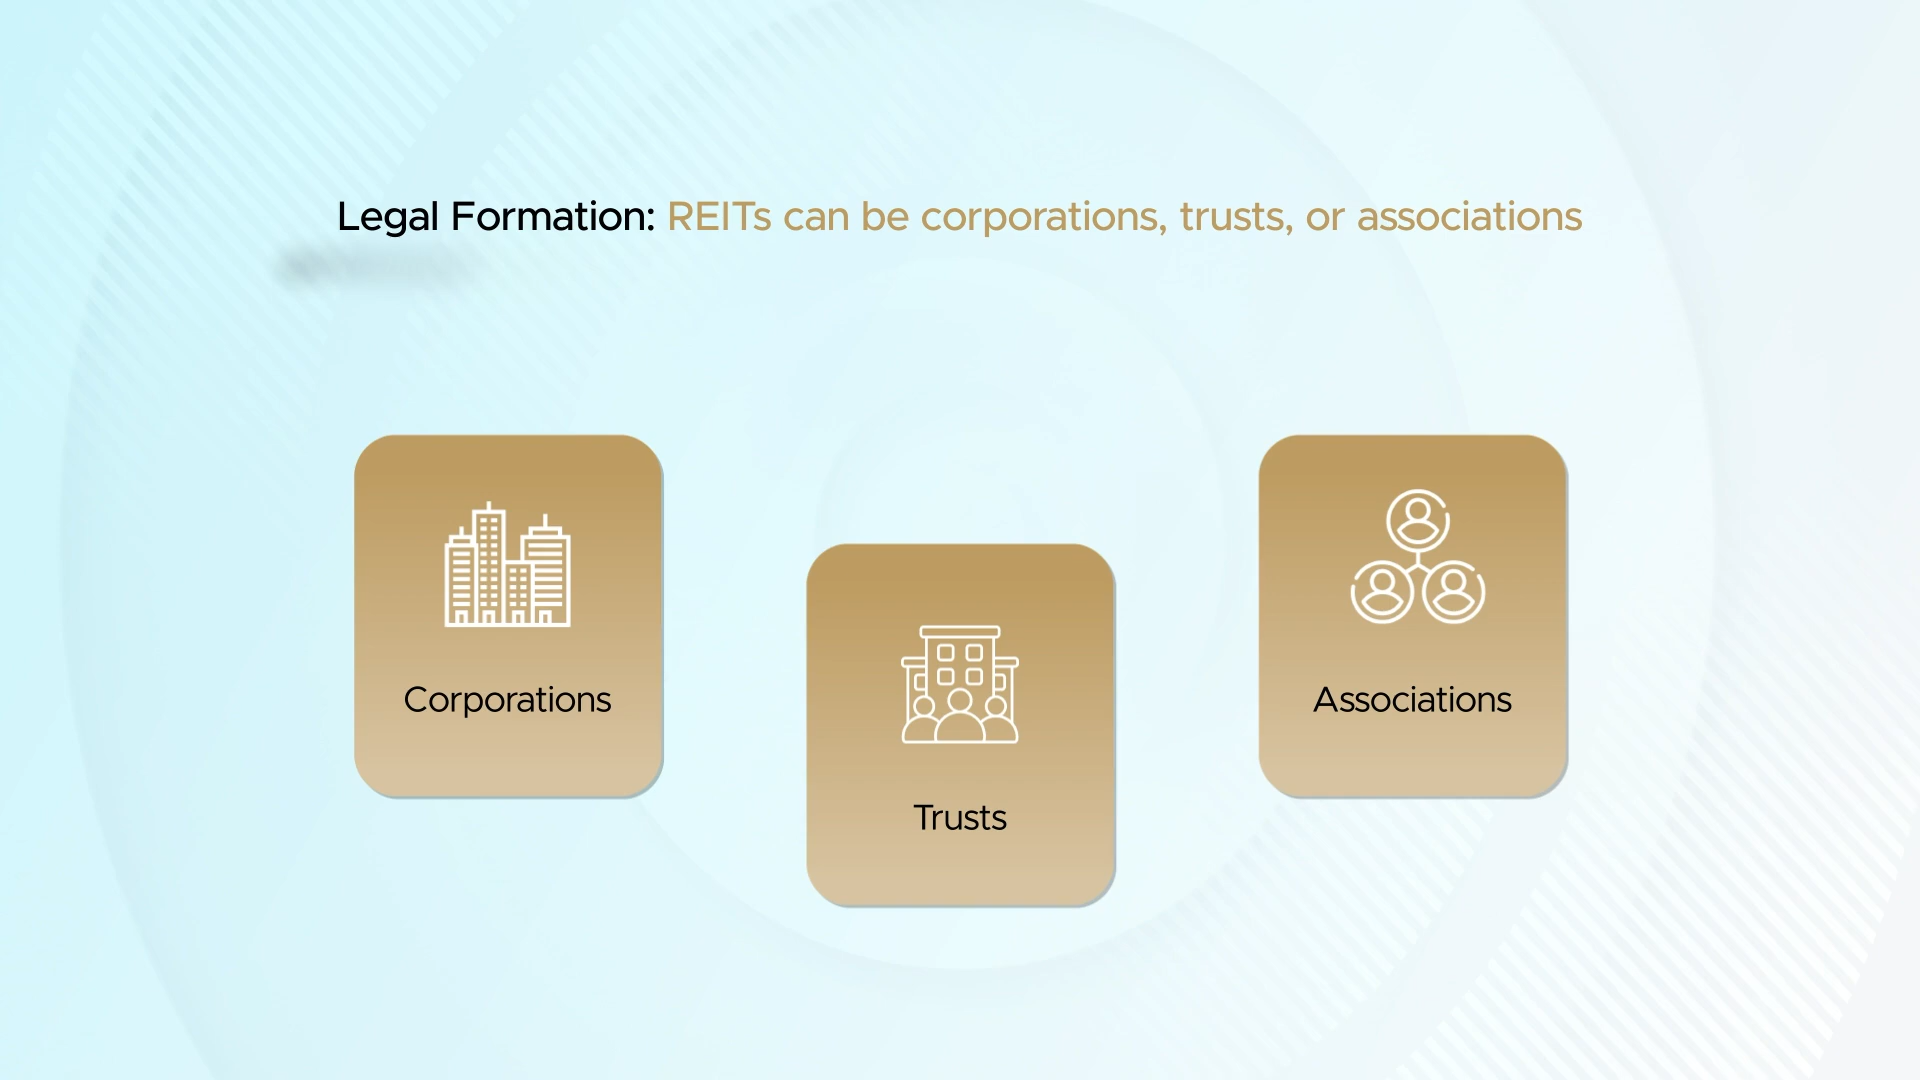 Legal Formation: REITs can be corporations, trusts, or associations
Corporations
Trusts
Associations